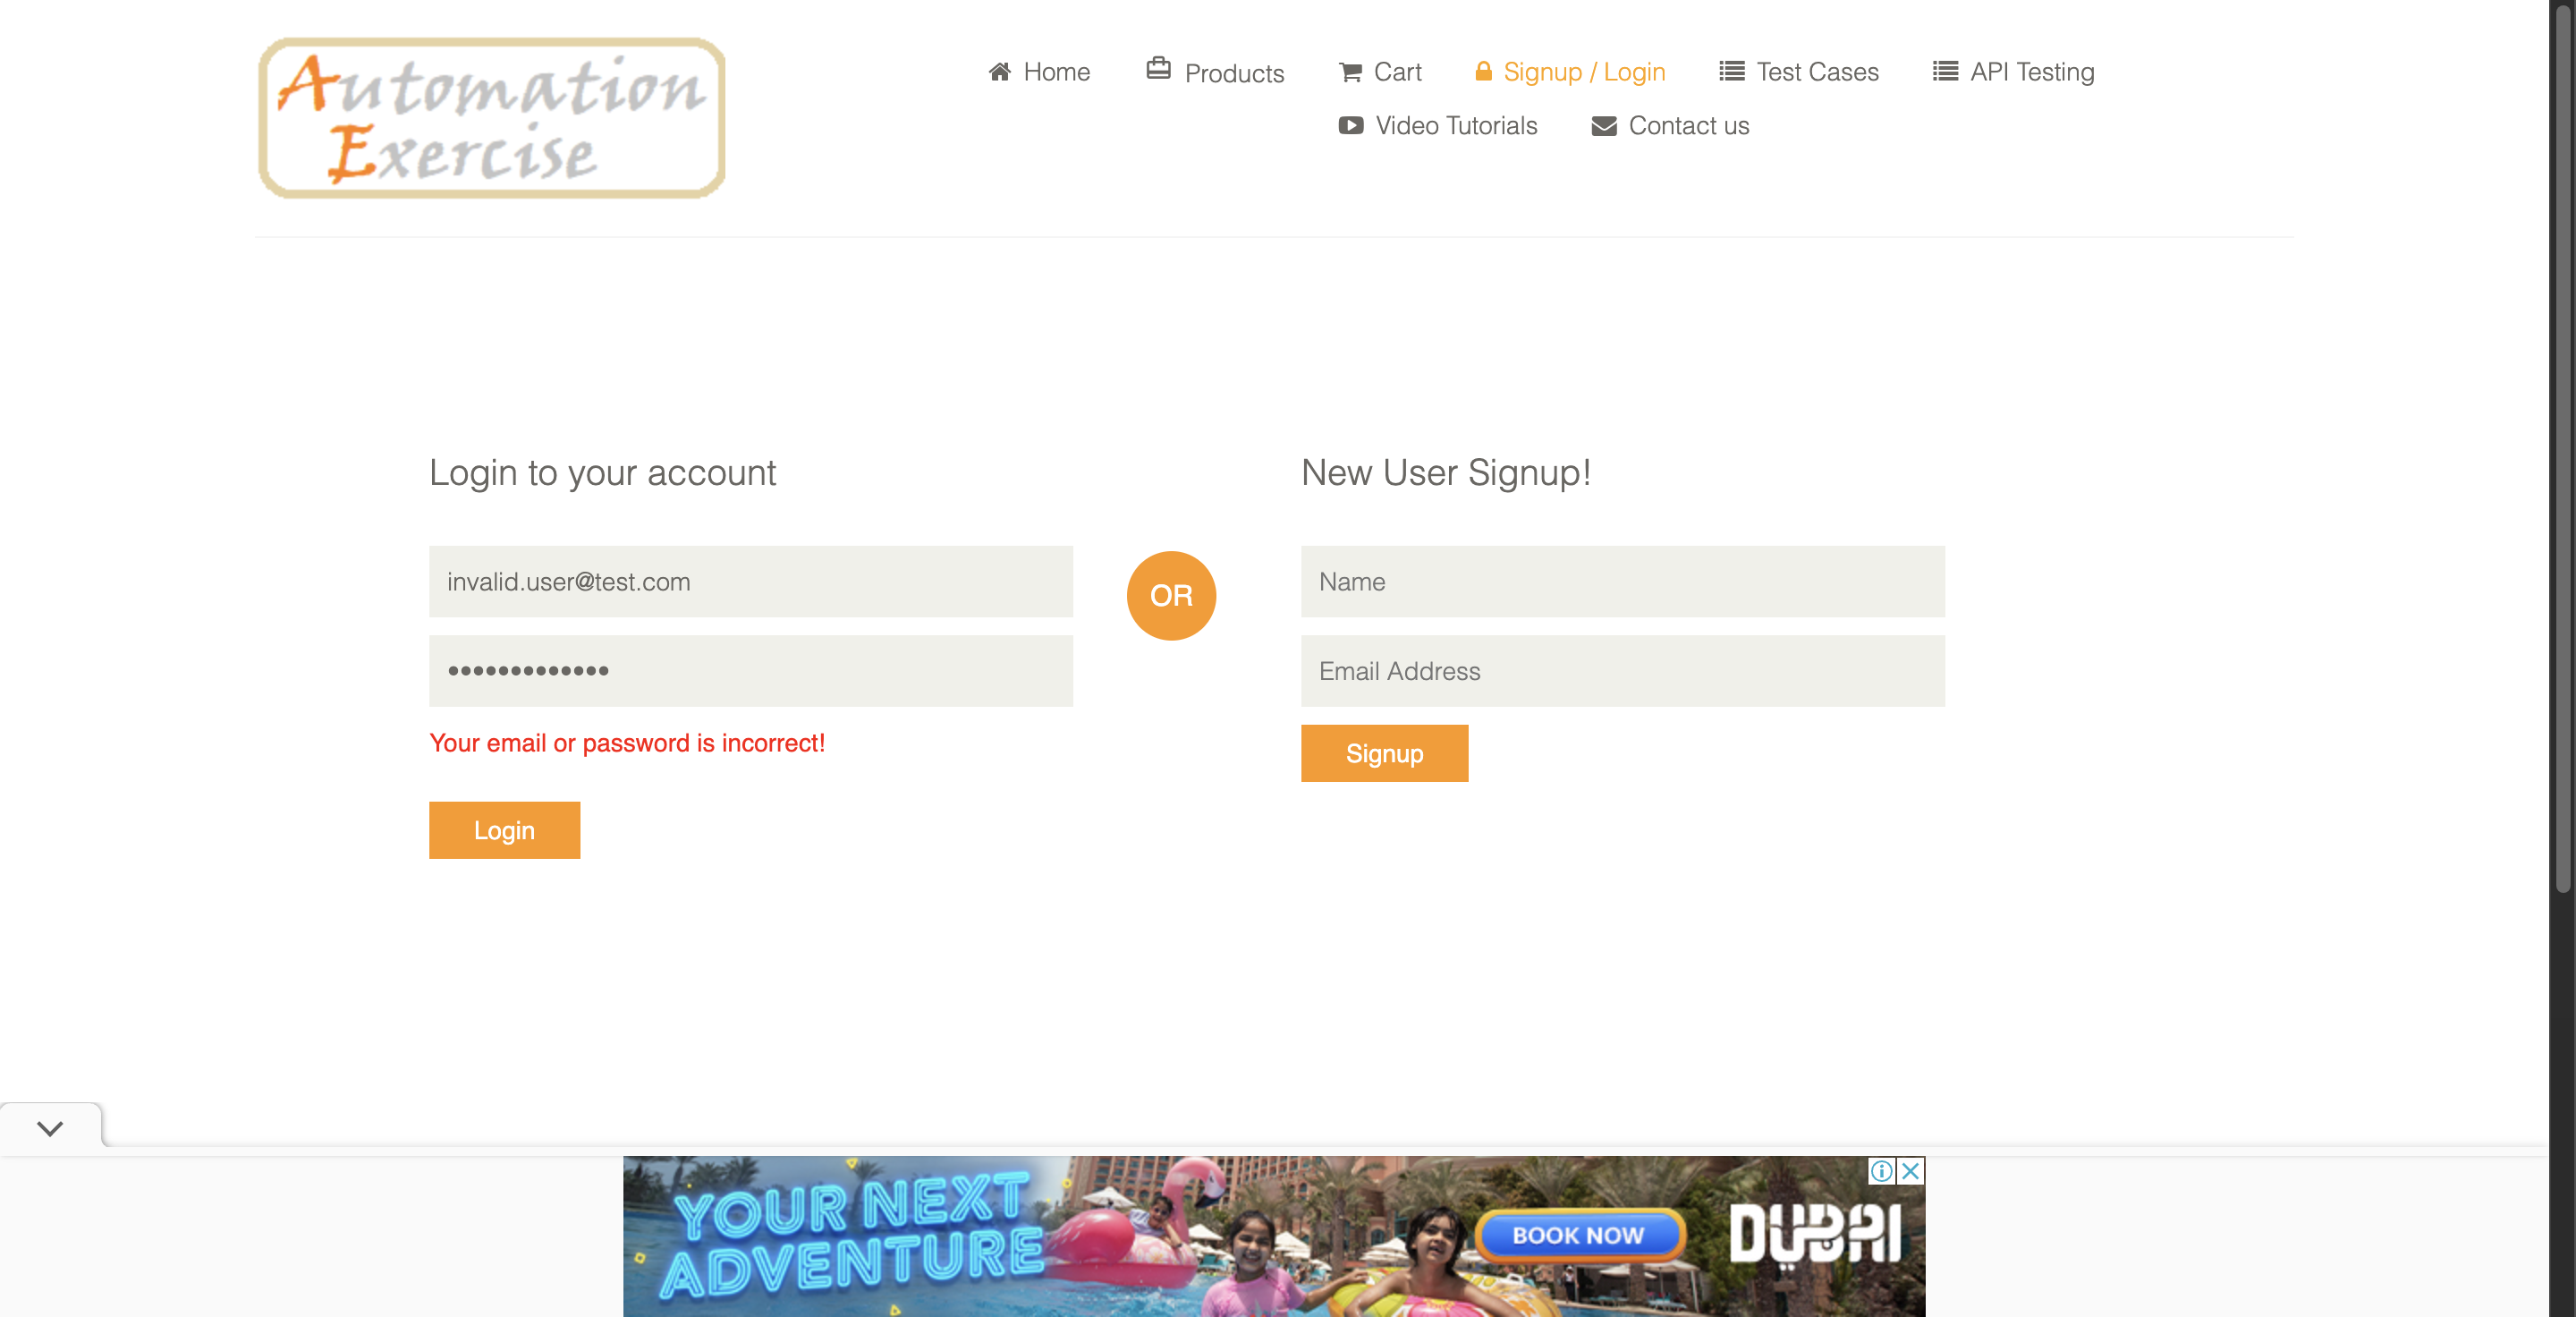 Automation
Exercise
Home
Products
Cart
Signup / Login
Test Cases
API Testing
Video Tutorials
Contact us
Login to your account
invalid.user@test.com
•••••••••••••
Your email or password is incorrect!
Login
OR
New User Signup!
Name
Email Address
Signup
YOUR NEXT
ADVENTURE
BOOK NOW
DUBAI